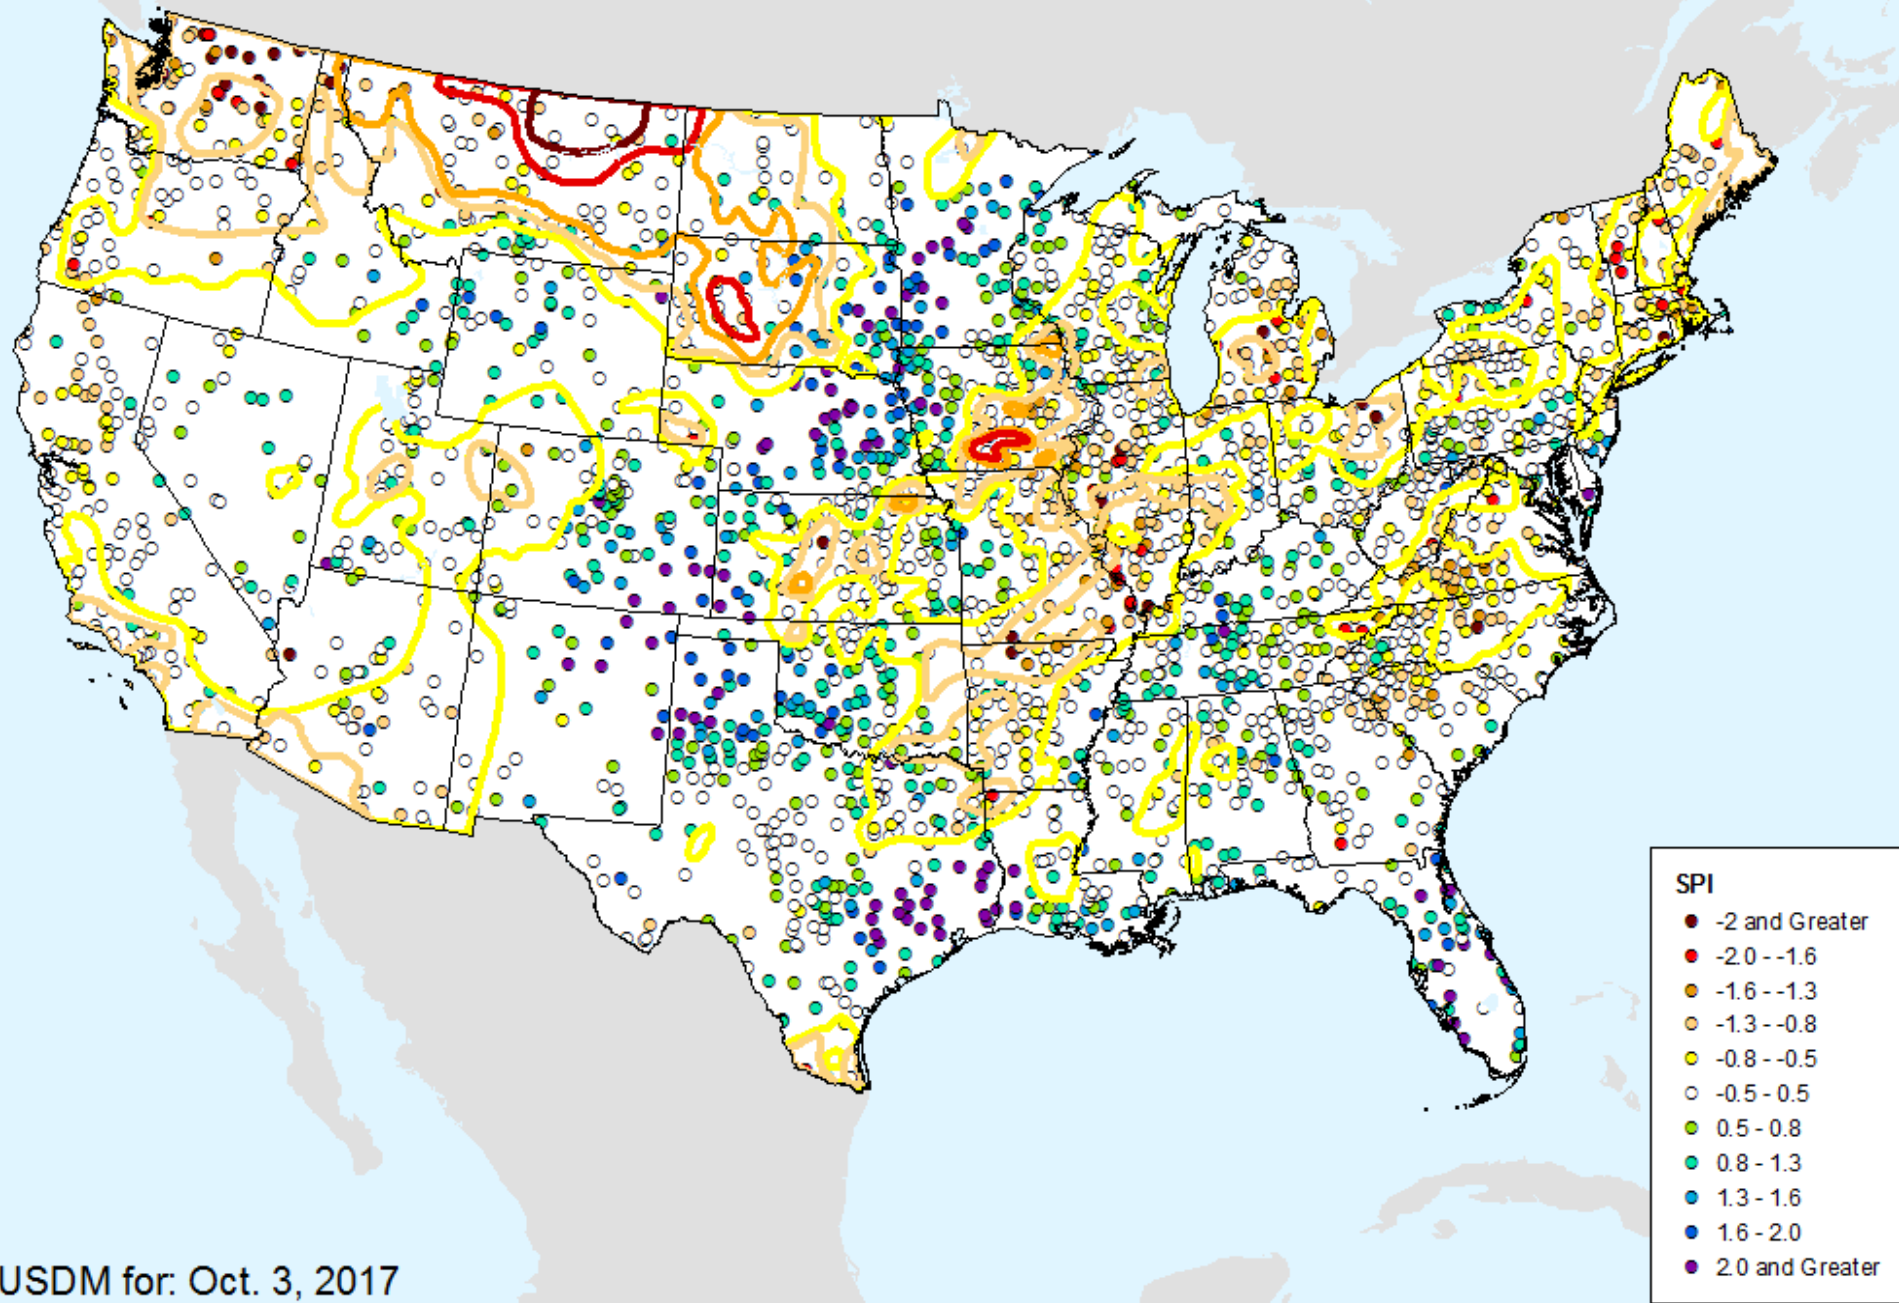 SPI
-2 and Greater
-2.0 - -1.6
-1.6 - -1.3
-1.3 - -0.8
-0.8 - -0.5
-0.5 - 0.5
0.5 - 0.8
0.8 - 1.3
1.3 - 1.6
1.6 - 2.0
2.0 and Greater
USDM for: Oct. 3, 2017